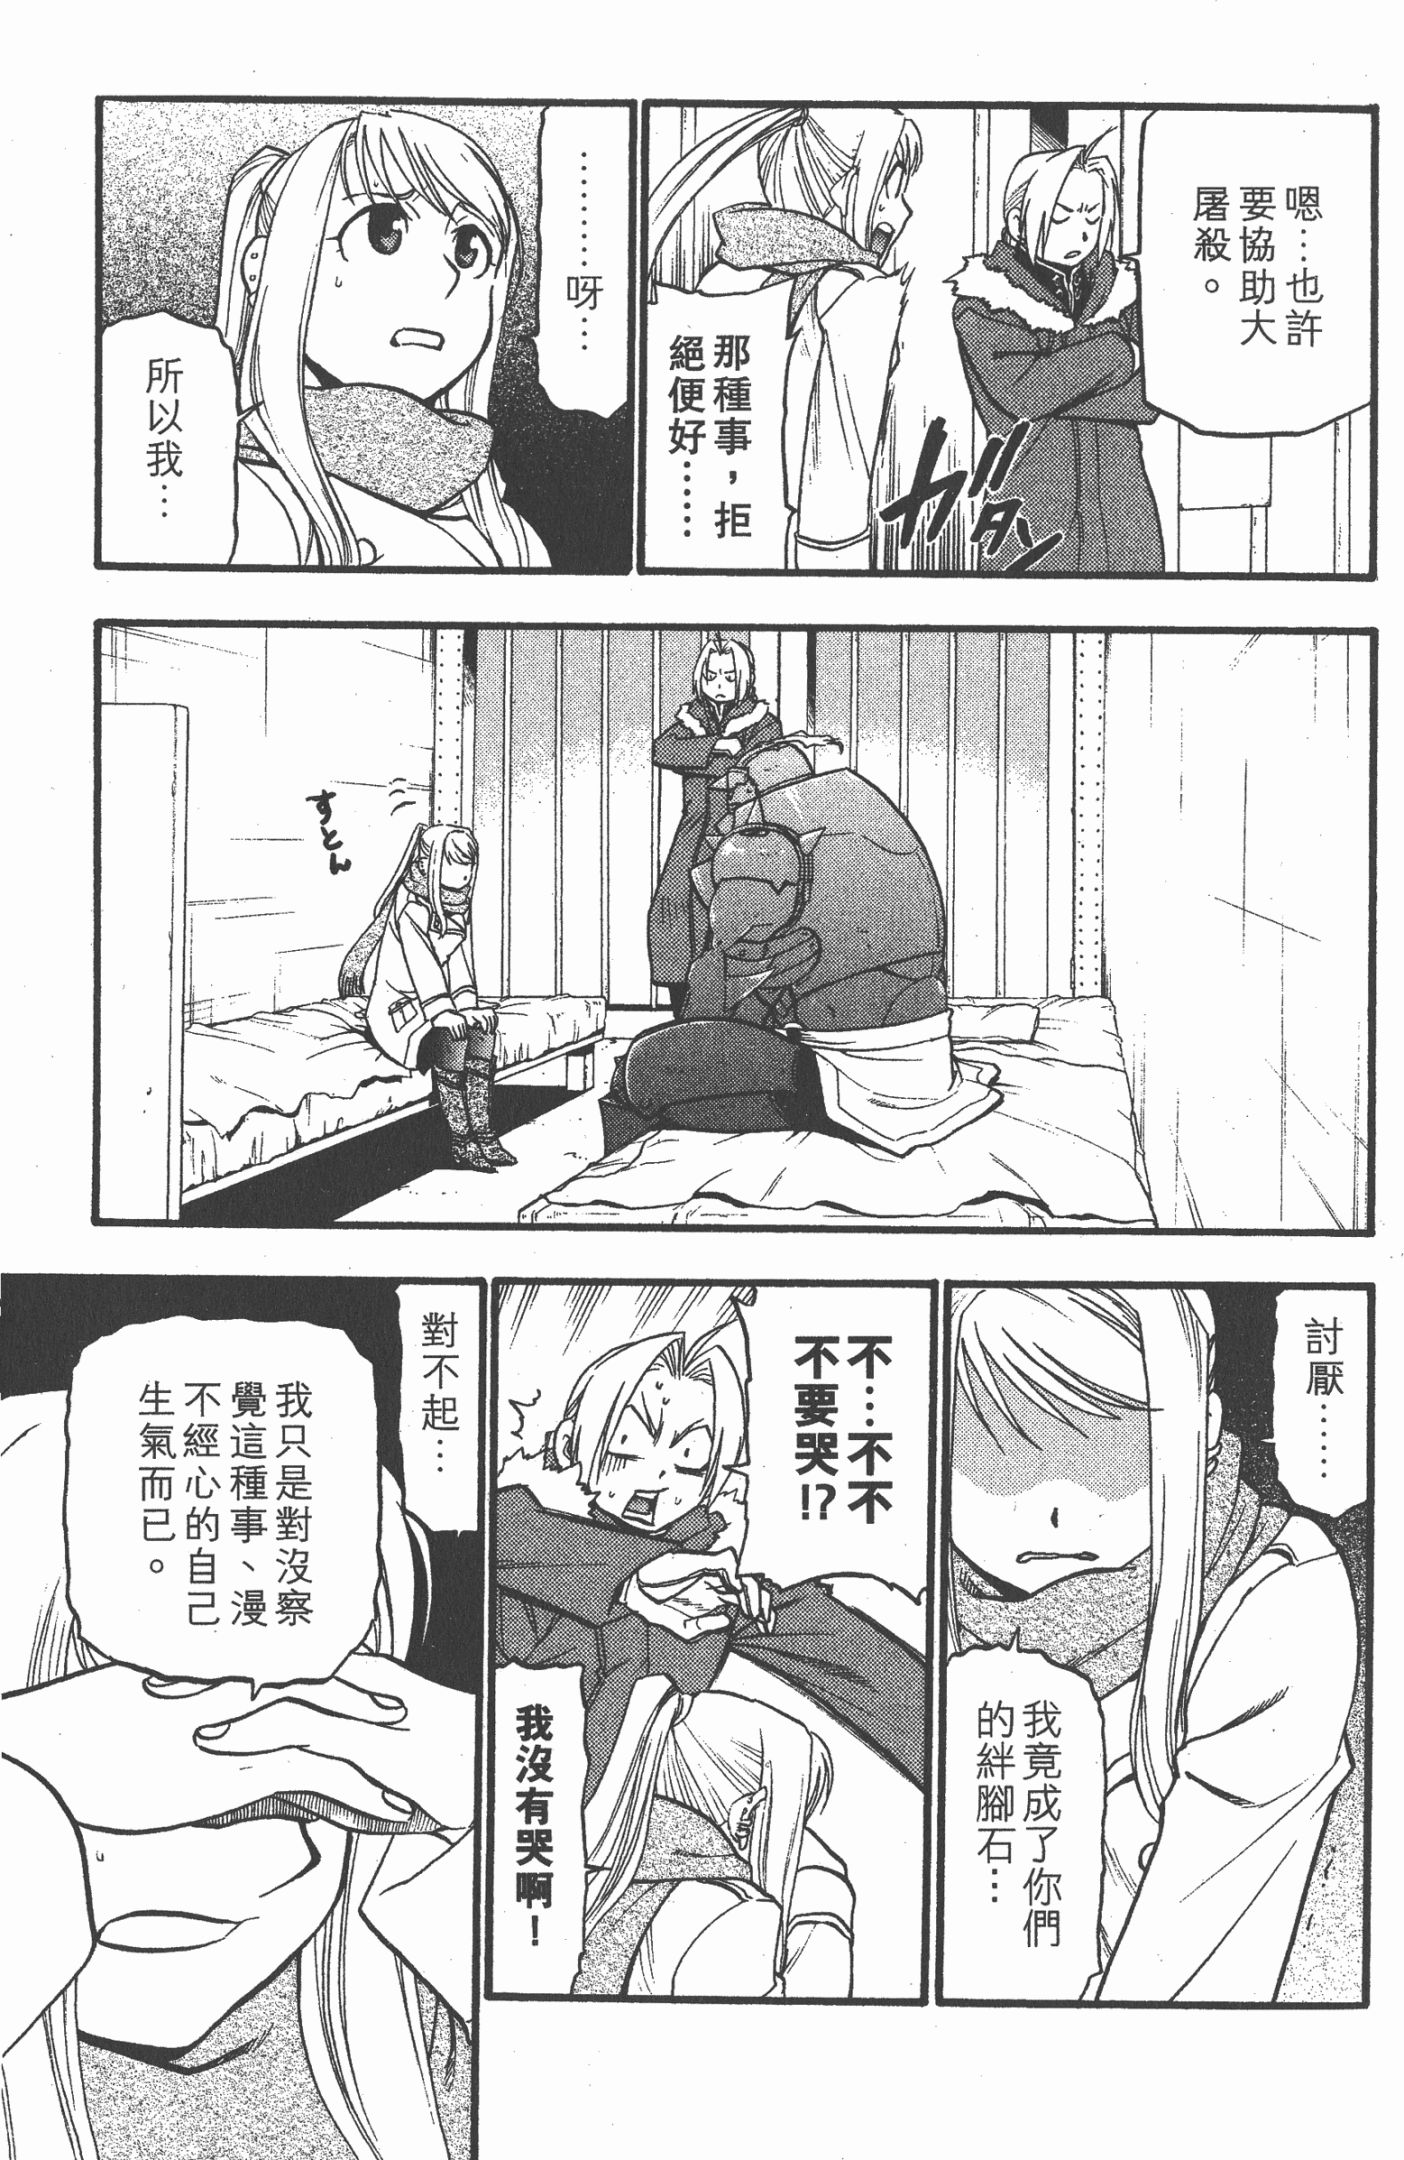 嗯…也許
要協助大
屠殺。
那種事，拒
絕便好……
ガタッ
………呀…
所以我…
すとん
討厭……
我竟成了你們
的絆腳石…
不…不不
不要哭!?
我沒有哭啊！
對不起…
我只是對沒察
覺這種事、漫
不經心的自己
生氣而已。